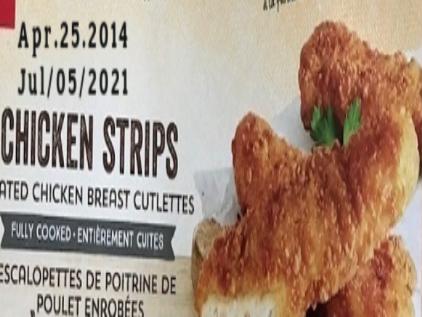 Apr.25.2014
Jul/05/2021
CHICKEN STRIPS
ATED CHICKEN BREAST CUTLETTES
FULLY COOKED · ENTIÈREMENT CUITES
ESCALOPETTES DE POITRINE DE
POULET ENROBÉES